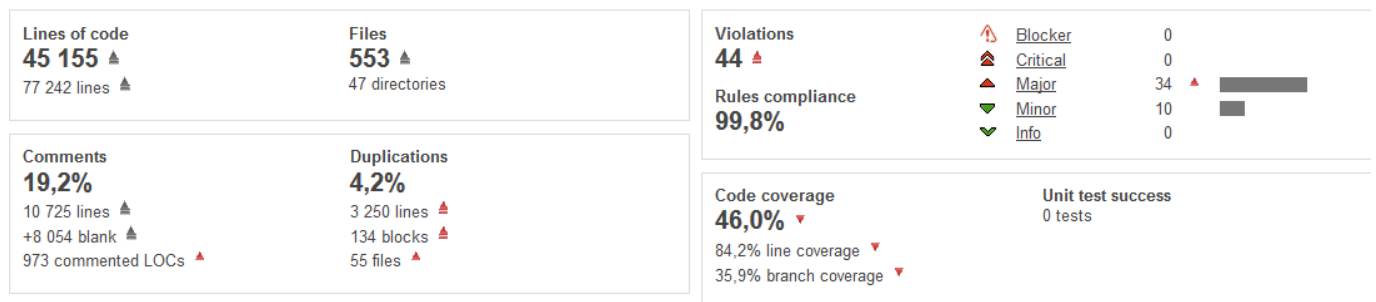 Lines of code
45 155
77 242 lines
Files
553
47 directories
Comments
19,2%
10 725 lines
+8 054 blank
973 commented LOCs
Duplications
4,2%
3 250 lines
134 blocks
55 files
Violations
44
Rules compliance
99,8%
Blocker 0
Critical 0
Major 34
Minor 10
Info 0
Code coverage
46,0%
84,2% line coverage
35,9% branch coverage
Unit test success
0 tests